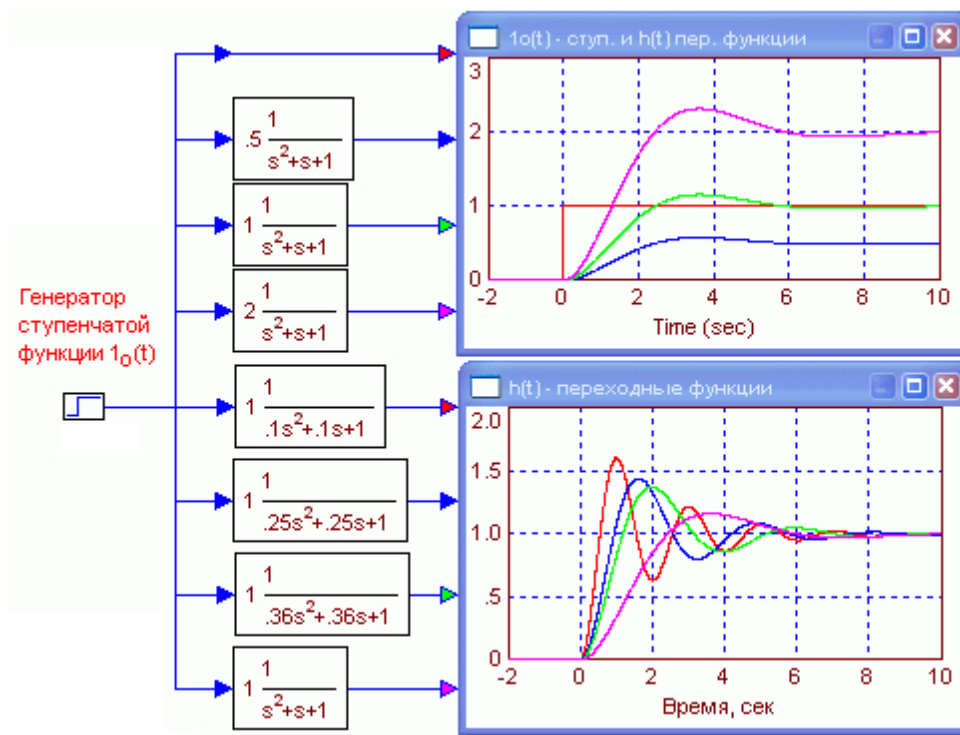 1o(t) - ступ. и h(t) пер. функции
3
2
1
0
-2
0
2
4
6
8
10
Time (sec)
.5
1
s²+s+1
1
1
s²+s+1
2
1
s²+s+1
Генератор
ступенчатой
функции 1₀(t)
1
1
.1s²+.1s+1
1
1
.25s²+.25s+1
1
1
.36s²+.36s+1
1
1
s²+s+1
h(t) - переходные функции
2.0
1.5
1.0
.5
0
-2
0
2
4
6
8
10
Время, сек